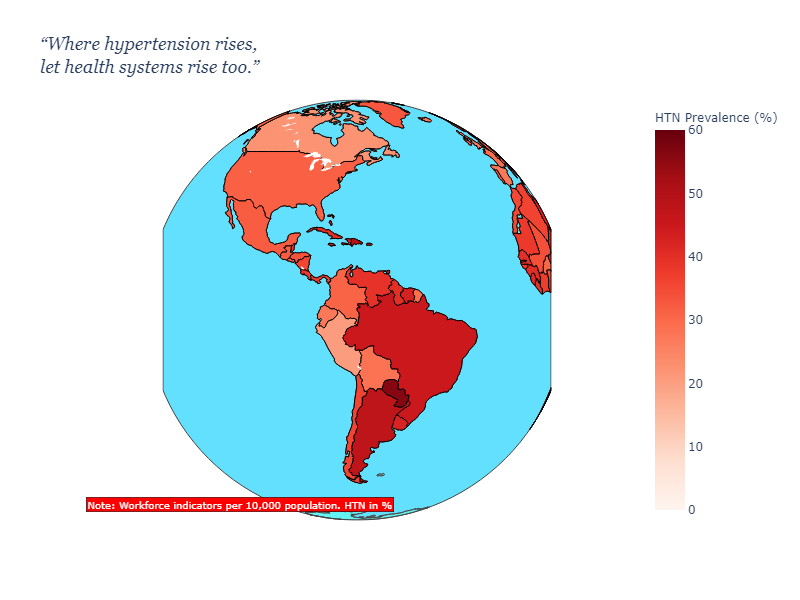 “Where hypertension rises,
let health systems rise too.”
HTN Prevalence (%)
60
50
40
30
20
10
0
Note: Workforce indicators per 10,000 population. HTN in %